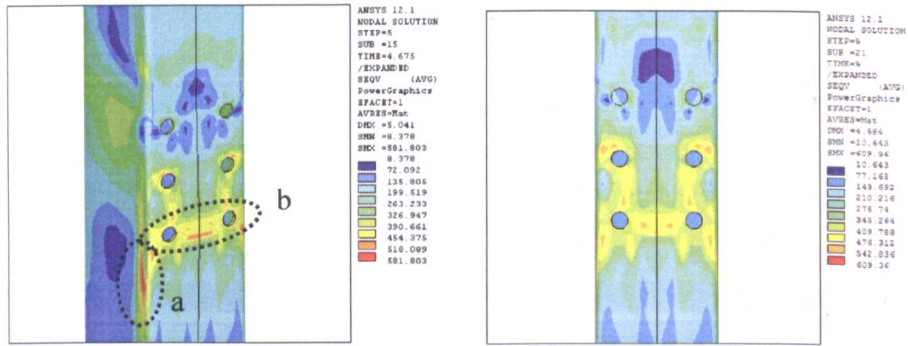 ANSYS 12.1
NODAL SOLUTION
STEP=5
SUB =15
TIME=4.675
/EXPANDED
SEQV (AVG)
PowerGraphics
EFACET=1
AVRES=Mat
DMX =5.041
SMN =8.378
SMX =581.803
8.378
72.092
135.805
199.519
263.233
326.947
390.661
454.375
518.089
581.803
b
a
ANSYS 12.1
NODAL SOLUTION
STEP=5
SUB =21
TIME=5
/EXPANDED
SEQV (AVG)
PowerGraphics
EFACET=1
AVRES=Mat
DMX =4.684
SMN =10.643
SMX =609.36
10.643
77.168
143.692
210.216
276.74
343.264
409.788
476.312
542.836
609.36